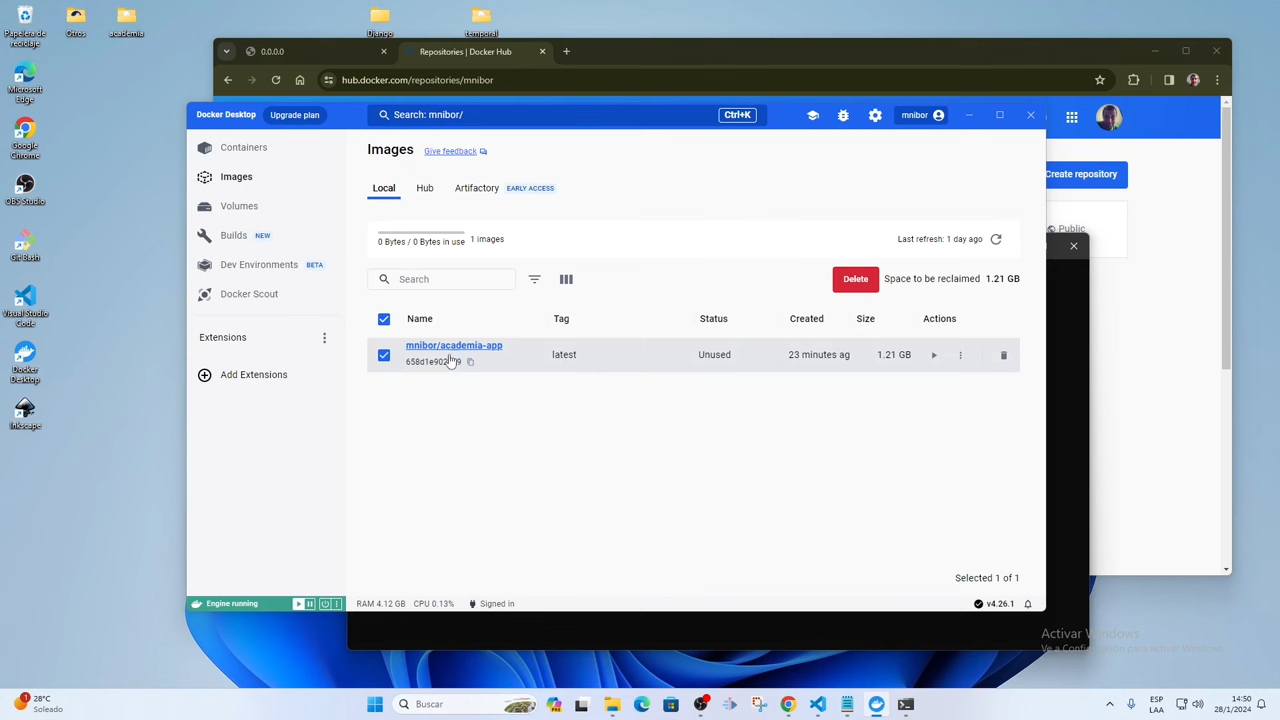 Papelera de
reciclaje
Otros
academia
Django
temporal
Microsoft
Edge
Google
Chrome
OBS Studio
Git Bash
Visual Studio
Code
Docker
Desktop
Inkscape
0.0.0.0
Repositories | Docker Hub
hub.docker.com/repositories/mnibor
Create repository
Public
Docker Desktop
Upgrade plan
Search: mnibor/
Ctrl+K
mnibor
Containers
Images
Volumes
Builds NEW
Dev Environments BETA
Docker Scout
Extensions
Add Extensions
Images Give feedback
Local Hub Artifactory EARLY ACCESS
0 Bytes / 0 Bytes in use 1 images
Last refresh: 1 day ago
Search
Delete
Space to be reclaimed 1.21 GB
Name Tag Status Created Size Actions
mnibor/academia-app latest Unused 23 minutes ag 1.21 GB
Selected 1 of 1
Engine running
RAM 4.12 GB CPU 0.13% Signed in
v4.26.1
Activar Windows
Ve a Configuración para activar Windows.
28°C
Soleado
1
Buscar
ESP
LAA
14:50
28/1/2024